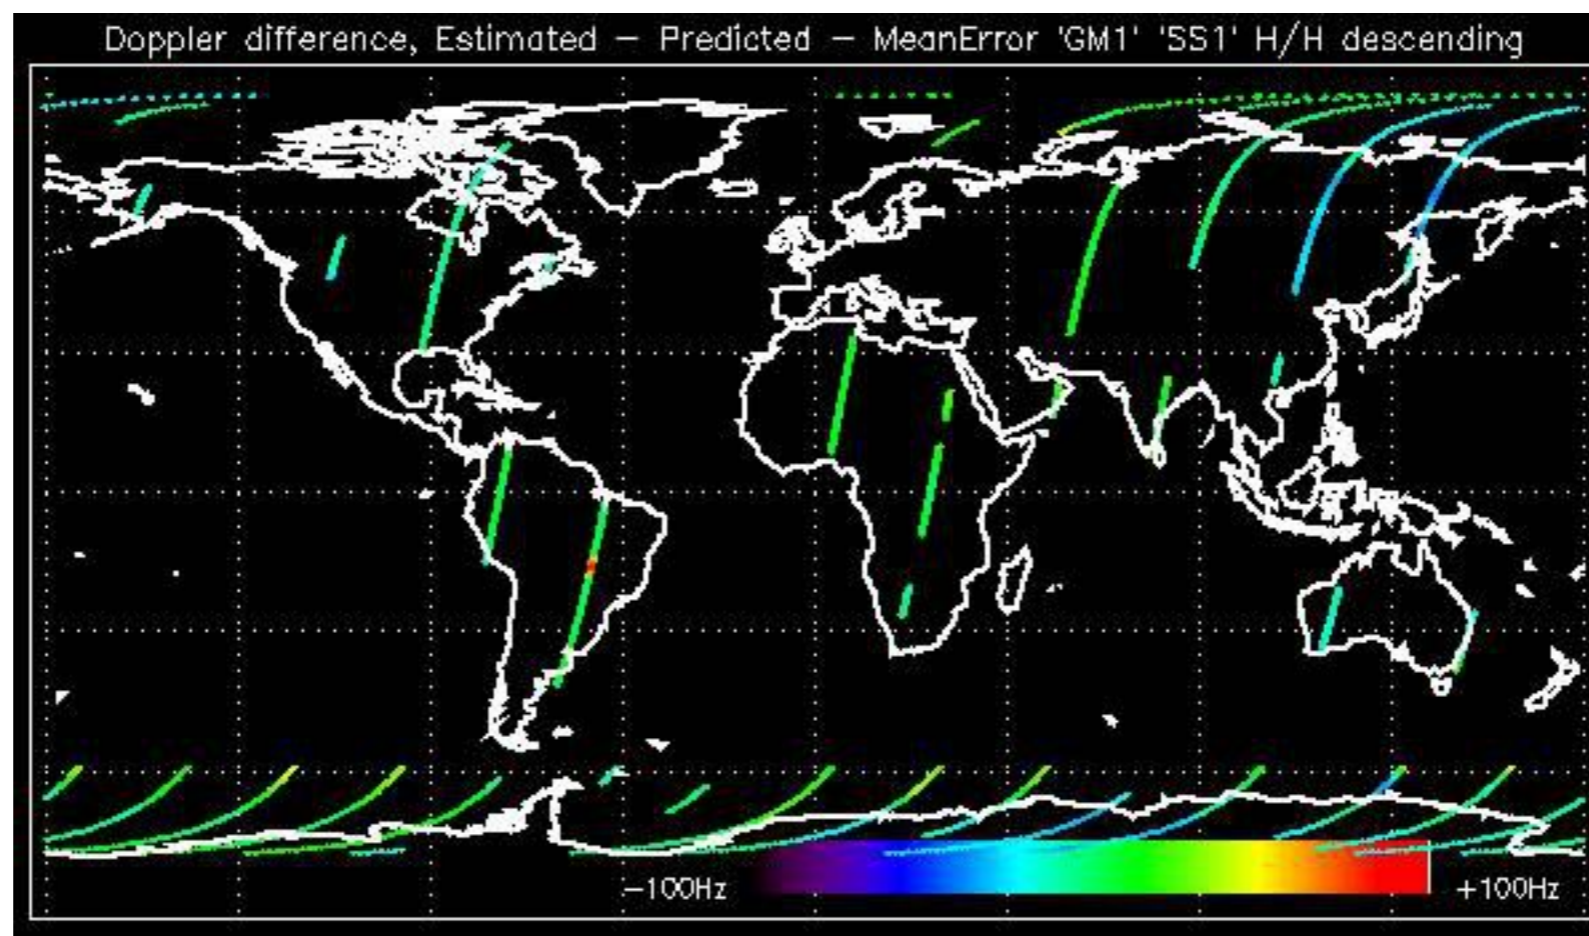 Doppler difference, Estimated − Predicted − MeanError 'GM1' 'SS1' H/H descending
−100Hz +100Hz